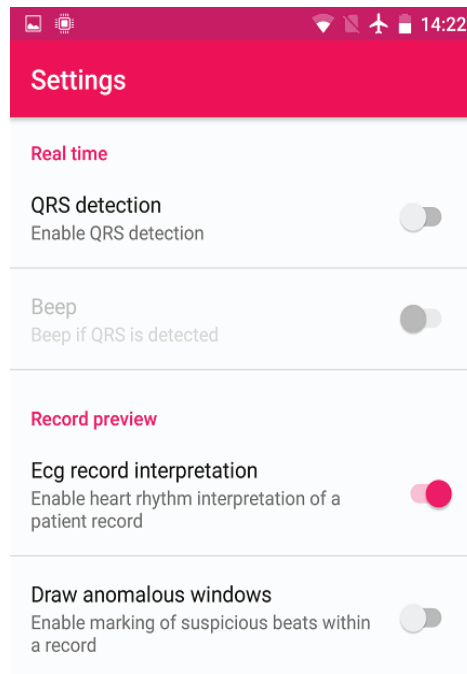 14:22
Settings
Real time
QRS detection
Enable QRS detection
Beep
Beep if QRS is detected
Record preview
Ecg record interpretation
Enable heart rhythm interpretation of a
patient record
Draw anomalous windows
Enable marking of suspicious beats within
a record